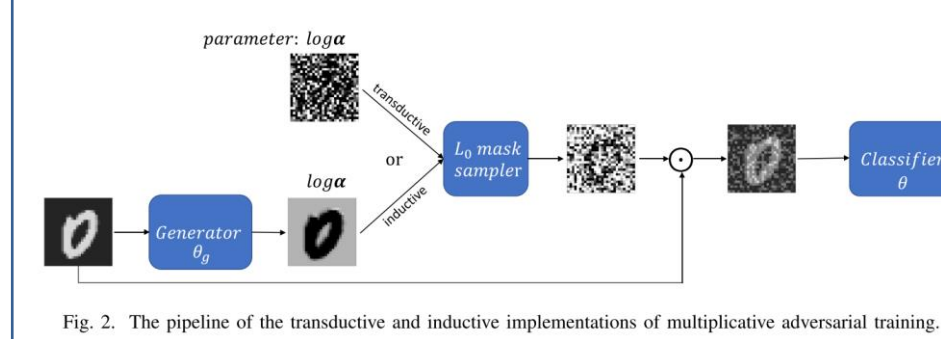 parameter: log𝜶
transductive
or
L₀ mask
sampler
Classifier
θ
log𝜶
inductive
Generator
θ_g
Fig. 2. The pipeline of the transductive and inductive implementations of multiplicative adversarial training.